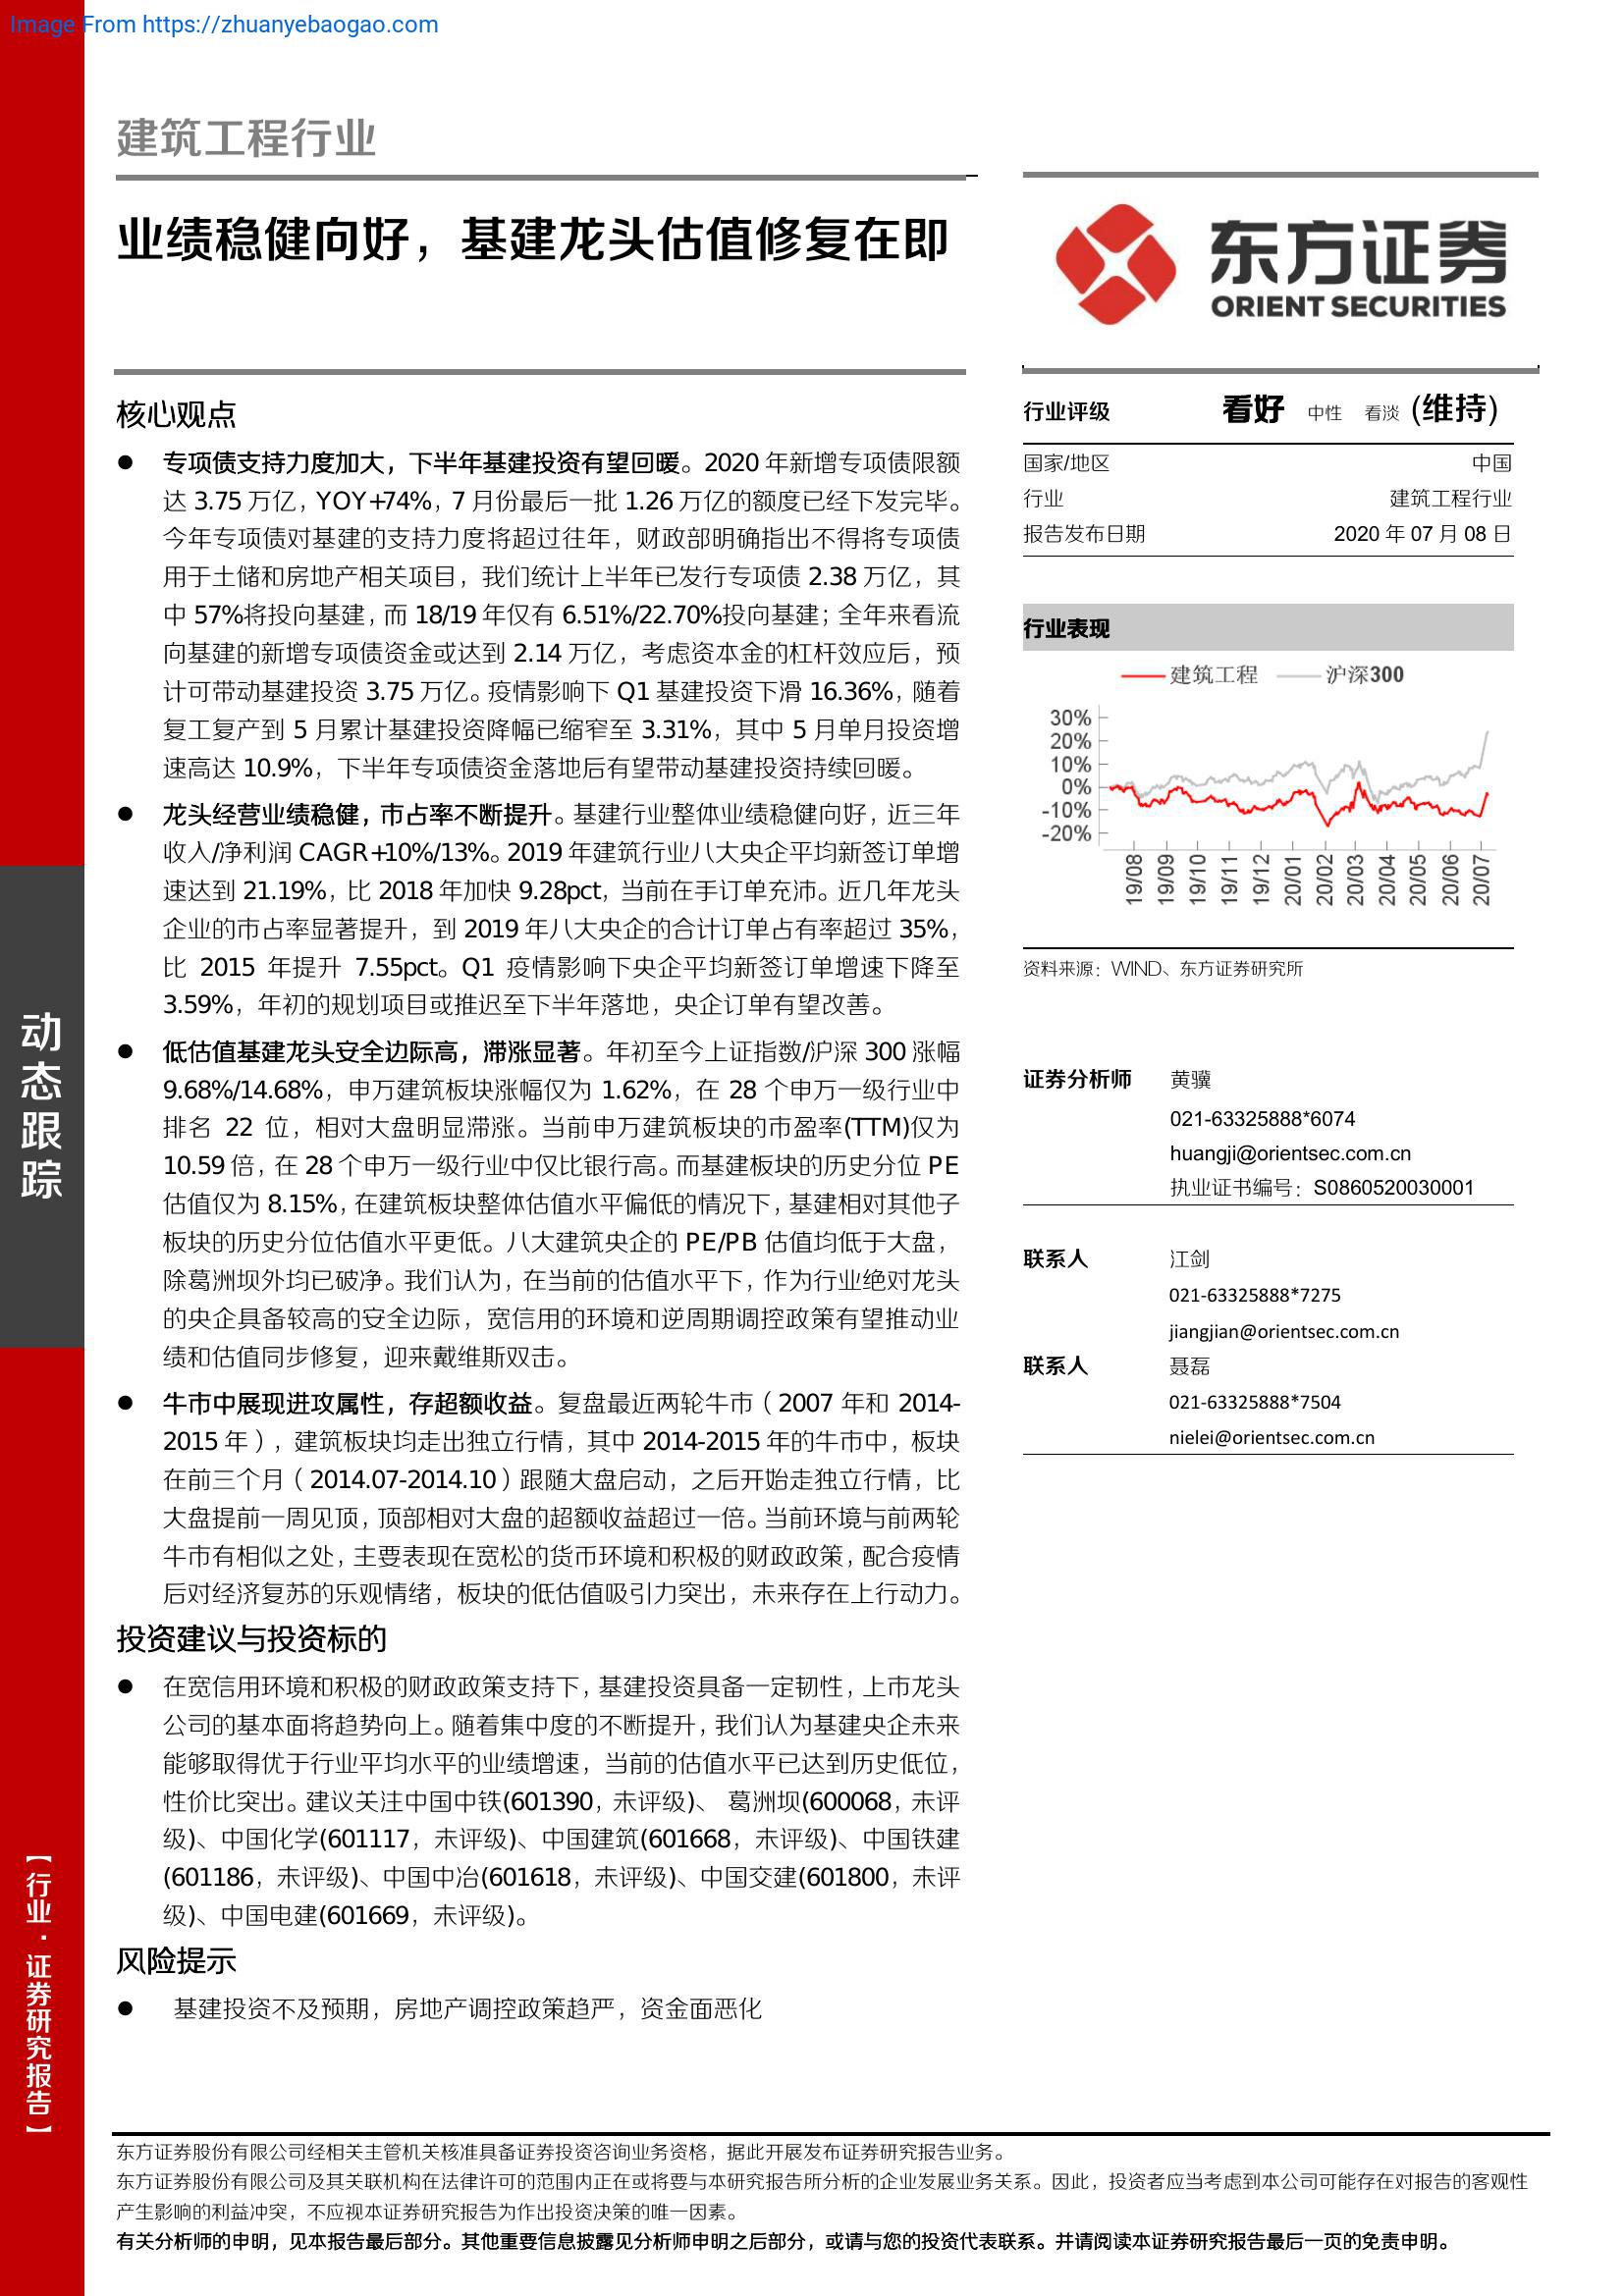 Image From https://zhuanyebaogao.com
建筑工程行业
业绩稳健向好，基建龙头估值修复在即
东方证券
ORIENT SECURITIES
核心观点
● 专项债支持力度加大，下半年基建投资有望回暖。2020 年新增专项债限额
达 3.75 万亿，YOY+74%，7 月份最后一批 1.26 万亿的额度已经下发完毕。
今年专项债对基建的支持力度将超过往年，财政部明确指出不得将专项债
用于土储和房地产相关项目，我们统计上半年已发行专项债 2.38 万亿，其
中 57%将投向基建，而 18/19 年仅有 6.51%/22.70%投向基建；全年来看流
向基建的新增专项债资金或达到 2.14 万亿，考虑资本金的杠杆效应后，预
计可带动基建投资 3.75 万亿。疫情影响下 Q1 基建投资下滑 16.36%，随着
复工复产到 5 月累计基建投资降幅已缩窄至 3.31%，其中 5 月单月投资增
速高达 10.9%，下半年专项债资金落地后有望带动基建投资持续回暖。
● 龙头经营业绩稳健，市占率不断提升。基建行业整体业绩稳健向好，近三年
收入/净利润 CAGR+10%/13%。2019 年建筑行业八大央企平均新签订单增
速达到 21.19%，比 2018 年加快 9.28pct，当前在手订单充沛。近几年龙头
企业的市占率显著提升，到 2019 年八大央企的合计订单占有率超过 35%，
比 2015 年提升 7.55pct。Q1 疫情影响下央企平均新签订单增速下降至
3.59%，年初的规划项目或推迟至下半年落地，央企订单有望改善。
● 低估值基建龙头安全边际高，滞涨显著。年初至今上证指数/沪深 300 涨幅
9.68%/14.68%，申万建筑板块涨幅仅为 1.62%，在 28 个申万一级行业中
排名 22 位，相对大盘明显滞涨。当前申万建筑板块的市盈率(TTM)仅为
10.59 倍，在 28 个申万一级行业中仅比银行高。而基建板块的历史分位 PE
估值仅为 8.15%，在建筑板块整体估值水平偏低的情况下，基建相对其他子
板块的历史分位估值水平更低。八大建筑央企的 PE/PB 估值均低于大盘，
除葛洲坝外均已破净。我们认为，在当前的估值水平下，作为行业绝对龙头
的央企具备较高的安全边际，宽信用的环境和逆周期调控政策有望推动业
绩和估值同步修复，迎来戴维斯双击。
● 牛市中展现进攻属性，存超额收益。复盘最近两轮牛市（2007 年和 2014-
2015 年），建筑板块均走出独立行情，其中 2014-2015 年的牛市中，板块
在前三个月（2014.07-2014.10）跟随大盘启动，之后开始走独立行情，比
大盘提前一周见顶，顶部相对大盘的超额收益超过一倍。当前环境与前两轮
牛市有相似之处，主要表现在宽松的货币环境和积极的财政政策，配合疫情
后对经济复苏的乐观情绪，板块的低估值吸引力突出，未来存在上行动力。
投资建议与投资标的
● 在宽信用环境和积极的财政政策支持下，基建投资具备一定韧性，上市龙头
公司的基本面将趋势向上。随着集中度的不断提升，我们认为基建央企未来
能够取得优于行业平均水平的业绩增速，当前的估值水平已达到历史低位，
性价比突出。建议关注中国中铁(601390，未评级)、 葛洲坝(600068，未评
级)、中国化学(601117，未评级)、中国建筑(601668，未评级)、中国铁建
(601186，未评级)、中国中冶(601618，未评级)、中国交建(601800，未评
级)、中国电建(601669，未评级)。
风险提示
● 基建投资不及预期，房地产调控政策趋严，资金面恶化
行业评级 看好 中性 看淡 (维持)
国家/地区 中国
行业 建筑工程行业
报告发布日期 2020 年 07 月 08 日
行业表现
建筑工程 沪深300
30%
20%
10%
0%
-10%
-20%
19/08 19/09 19/10 19/11 19/12 20/01 20/02 20/03 20/04 20/05 20/06 20/07
资料来源：WIND、东方证券研究所
证券分析师 黄骥
021-63325888*6074
huangji@orientsec.com.cn
执业证书编号：S0860520030001
联系人 江剑
021-63325888*7275
jiangjian@orientsec.com.cn
联系人 聂磊
021-63325888*7504
nielei@orientsec.com.cn
动态跟踪
【行业·证券研究报告】
东方证券股份有限公司经相关主管机关核准具备证券投资咨询业务资格，据此开展发布证券研究报告业务。
东方证券股份有限公司及其关联机构在法律许可的范围内正在或将要与本研究报告所分析的企业发展业务关系。因此，投资者应当考虑到本公司可能存在对报告的客观性
产生影响的利益冲突，不应视本证券研究报告为作出投资决策的唯一因素。
有关分析师的申明，见本报告最后部分。其他重要信息披露见分析师申明之后部分，或请与您的投资代表联系。并请阅读本证券研究报告最后一页的免责申明。